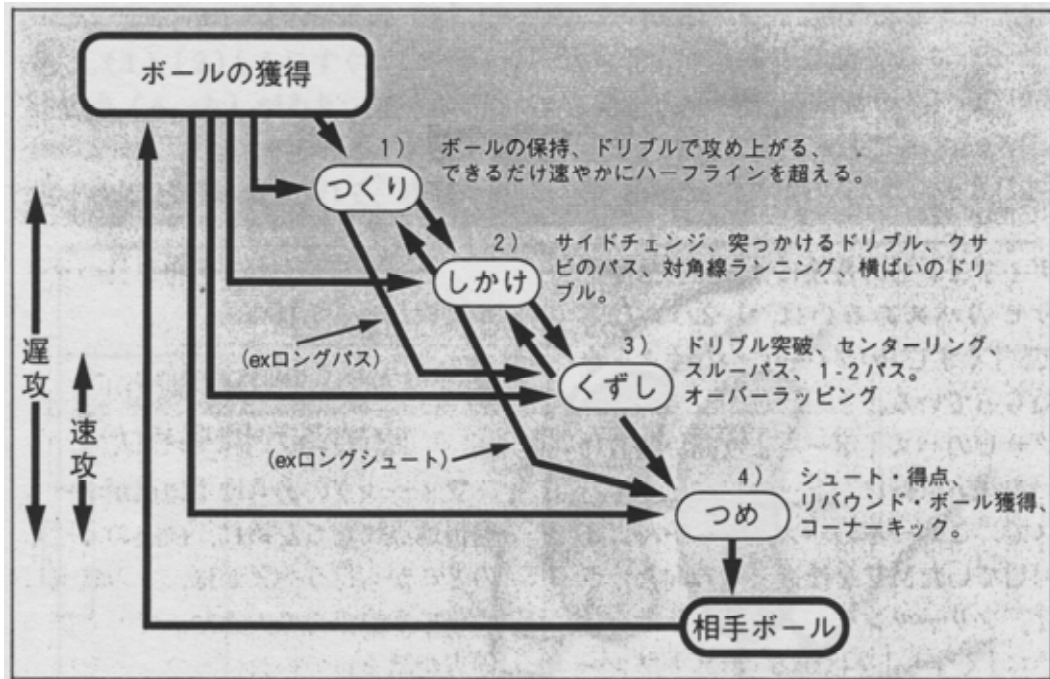 ボールの獲得
1) ボールの保持、ドリブルで攻め上がる、
できるだけ速やかにハーフラインを超える。
つくり
2) サイドチェンジ、突っかけるドリブル、クサ
ビのパス、対角線ランニング、横ばいのドリ
ブル。
しかけ
(exロングパス)
3) ドリブル突破、センターリング、
スルーパス、1-2パス。
オーバーラッピング
くずし
遅攻
速攻
(exロングシュート)
4) シュート・得点、
リバウンド・ボール獲得、
コーナーキック。
つめ
相手ボール